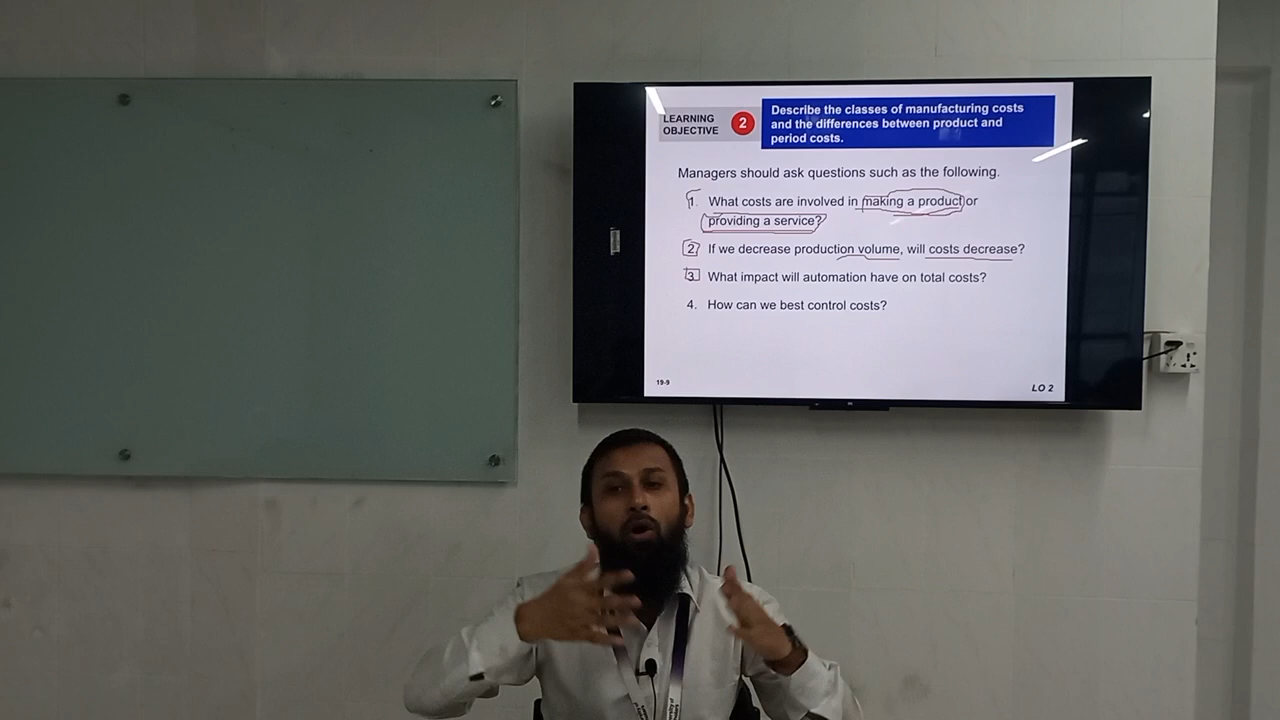 LEARNING
OBJECTIVE
2
Describe the classes of manufacturing costs
and the differences between product and
period costs.
Managers should ask questions such as the following.
1. What costs are involved in making a product or
providing a service?
2. If we decrease production volume, will costs decrease?
3. What impact will automation have on total costs?
4. How can we best control costs?
19-9
LO 2